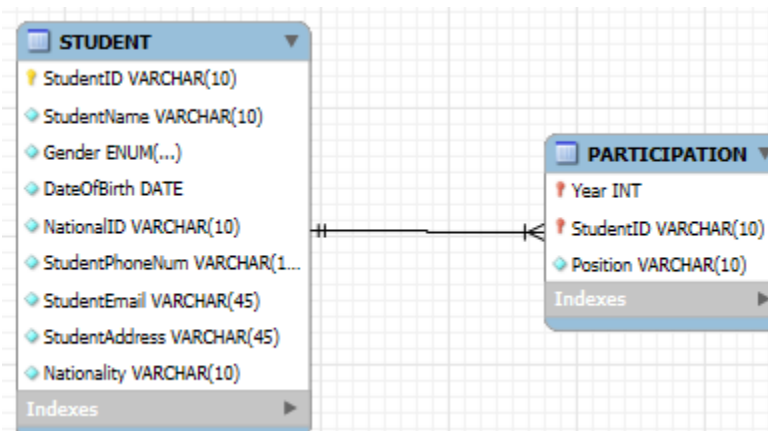 STUDENT
StudentID VARCHAR(10)
StudentName VARCHAR(10)
Gender ENUM(...)
DateOfBirth DATE
NationalID VARCHAR(10)
StudentPhoneNum VARCHAR(1...
StudentEmail VARCHAR(45)
StudentAddress VARCHAR(45)
Nationality VARCHAR(10)
Indexes
PARTICIPATION
Year INT
StudentID VARCHAR(10)
Position VARCHAR(10)
Indexes